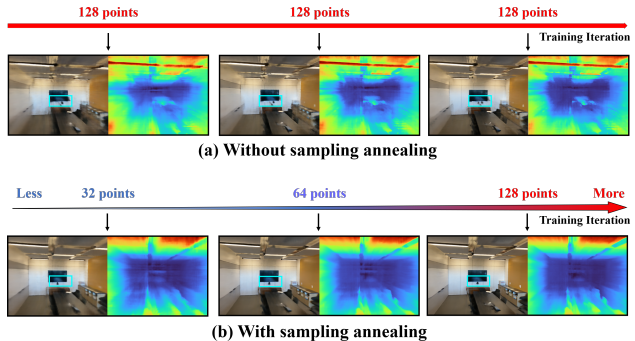 128 points 128 points 128 points
Training Iteration
(a) Without sampling annealing
Less 32 points 64 points 128 points More
Training Iteration
(b) With sampling annealing